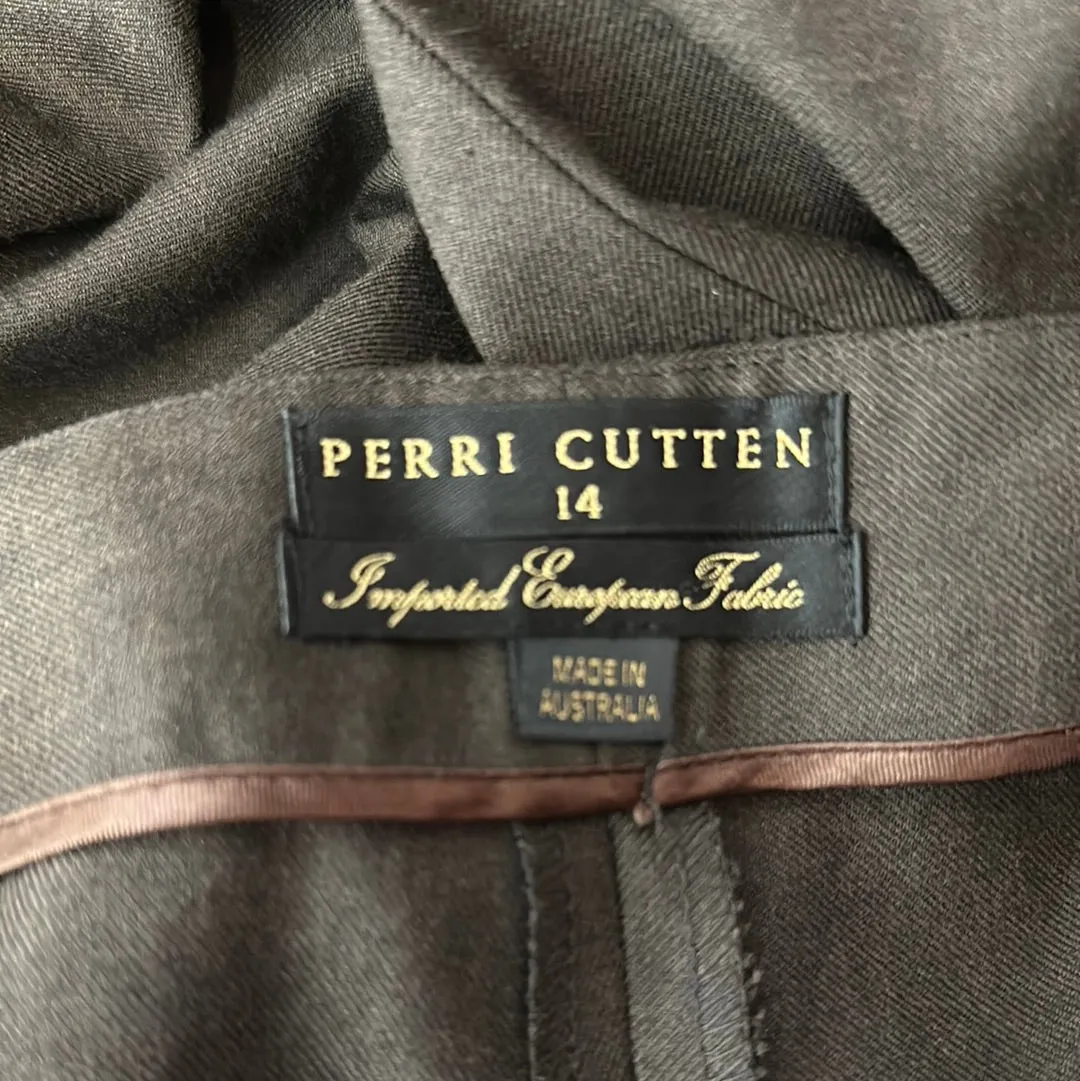 PERRI CUTTEN
14
Imported European Fabric
MADE IN
AUSTRALIA